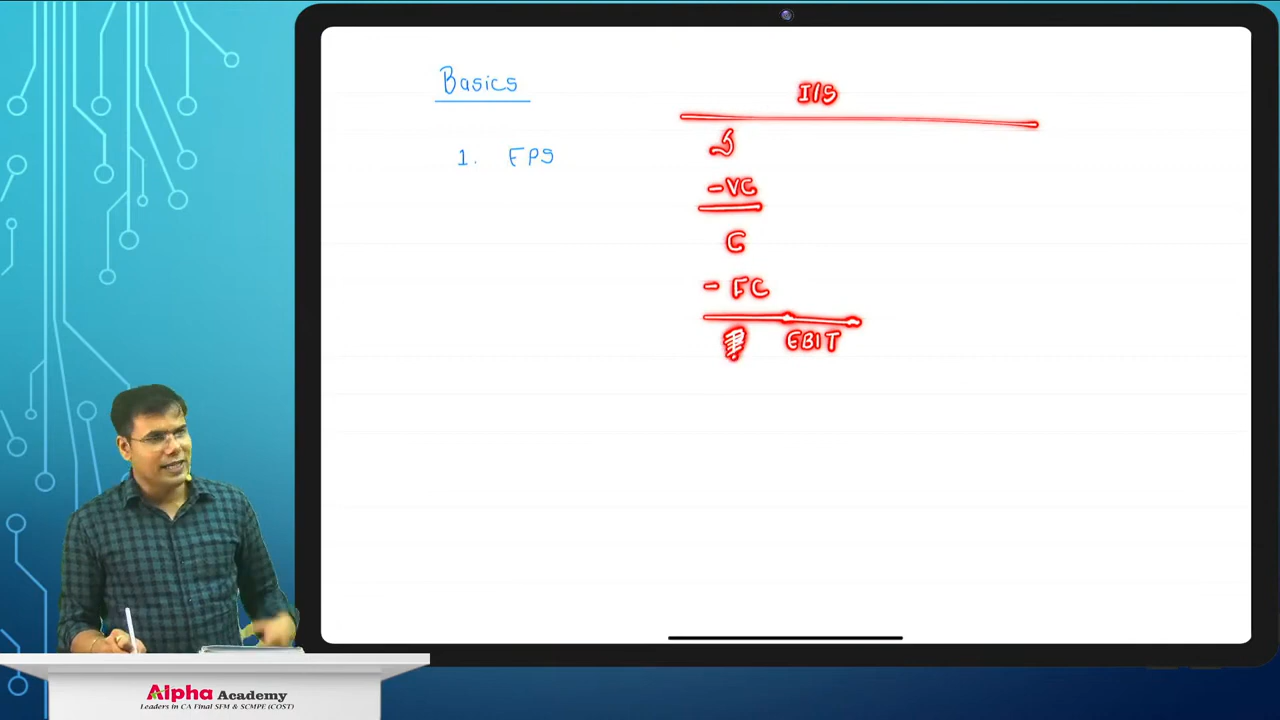 Basics
1. EPS
I/S
S
-VC
C
- FC
EBIT
Alpha Academy
Leaders in CA Final SFM & SCMPE (COST)